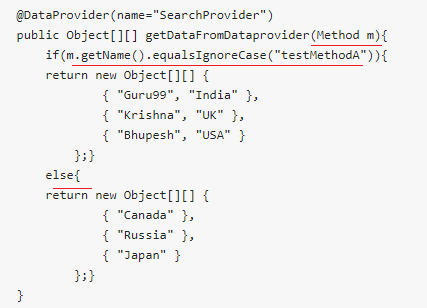 @DataProvider(name="SearchProvider")
public Object[][] getDataFromDataprovider(Method m){
if(m.getName().equalsIgnoreCase("testMethodA")){
return new Object[][] {
{ "Guru99", "India" },
{ "Krishna", "UK" },
{ "Bhupesh", "USA" }
};}
else{
return new Object[][] {
{ "Canada" },
{ "Russia" },
{ "Japan" }
};}
}